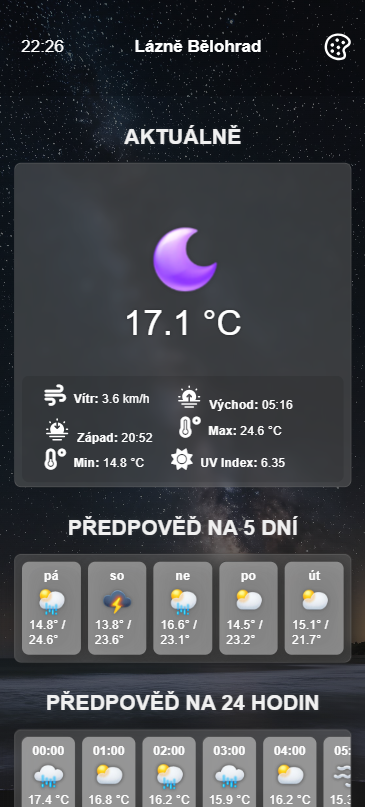 22:26 Lázně Bělohrad
AKTUÁLNĚ
17.1 °C
Vítr: 3.6 km/h
Východ: 05:16
Západ: 20:52
Max: 24.6 °C
Min: 14.8 °C
UV Index: 6.35
PŘEDPOVĚĎ NA 5 DNÍ
pá so ne po út
14.8° / 13.8° / 16.6° / 14.5° / 15.1° /
24.6° 23.6° 23.1° 23.2° 21.7°
PŘEDPOVĚĎ NA 24 HODIN
00:00 01:00 02:00 03:00 04:00
17.4 °C 16.8 °C 16.2 °C 15.9 °C 16.2 °C